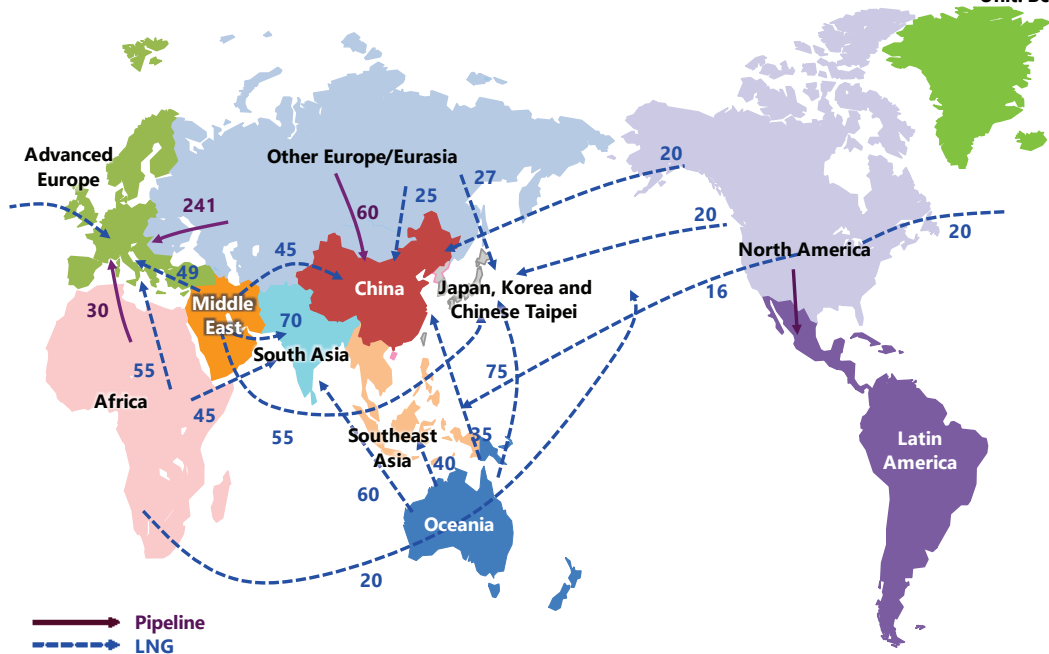 Advanced
Europe
241
Other Europe/Eurasia
60
25
27
20
20
20
North America
16
49
45
China
Japan, Korea and
Chinese Taipei
Middle
East
70
South Asia
30
55
Africa
45
55
75
35
Southeast
Asia
40
60
Oceania
20
Latin
America
Pipeline
LNG